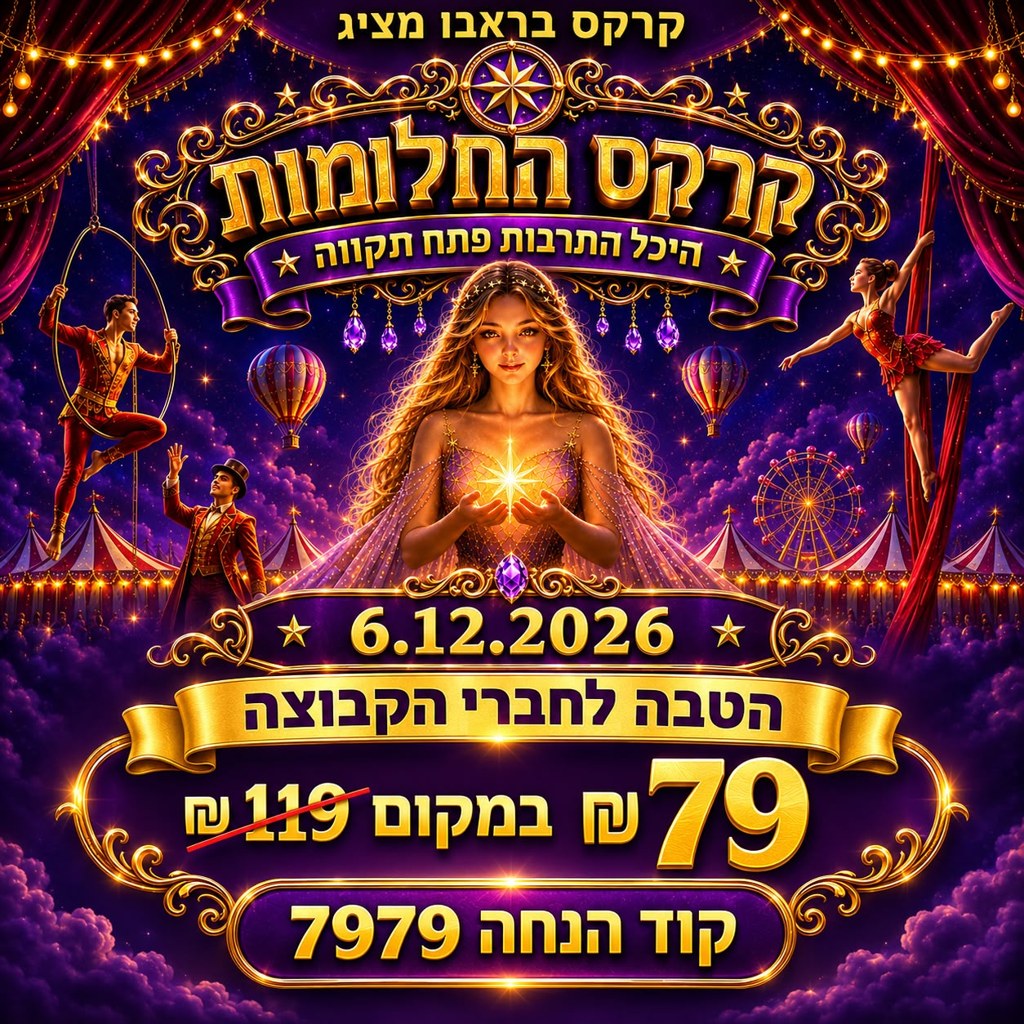 קרקס בראבו מציג
קרקס החלומות
היכל התרבות פתח תקווה
6.12.2026
הטבה לחברי הקבוצה
79 ₪ במקום 119 ₪
קוד הנחה 7979